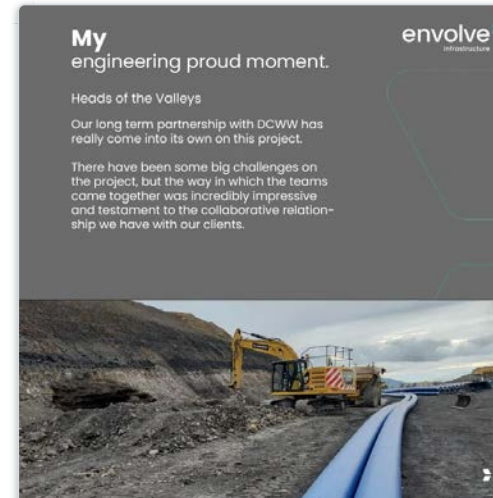 My
engineering proud moment.
envolve
infrastructure
Heads of the Valleys
Our long term partnership with DCWW has
really come into its own on this project.
There have been some big challenges on
the project, but the way in which the teams
came together was incredibly impressive
and testament to the collaborative relation-
ship we have with our clients.